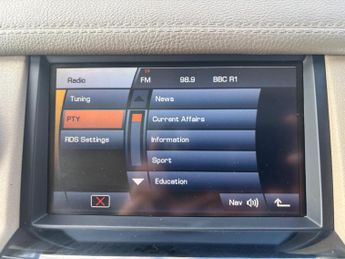 Radio FM 98.9 BBC R1
Tuning
News
PTY
Current Affairs
RDS Settings
Information
Sport
Education
Nav